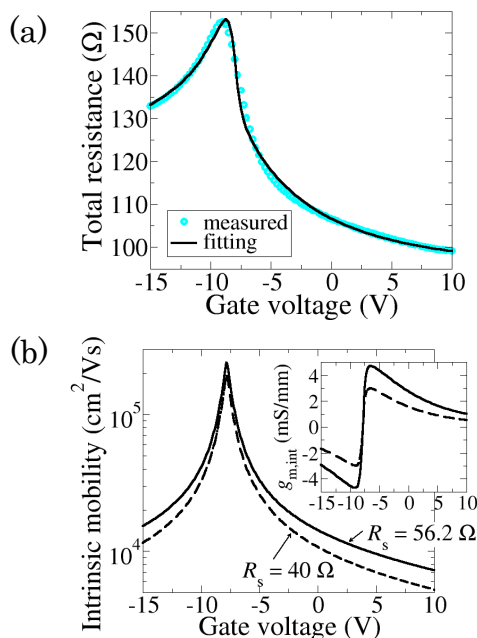 (a)
Total resistance (Ω)
150
140
130
120
110
100
measured
fitting
-15 -10 -5 0 5 10
Gate voltage (V)
(b)
Intrinsic mobility (cm²/Vs)
10⁵
10⁴
g_m,int (mS/mm)
4
2
0
-2
-4
-15 -10 -5 0 5 10
R_s = 56.2 Ω
R_s = 40 Ω
-15 -10 -5 0 5 10
Gate voltage (V)